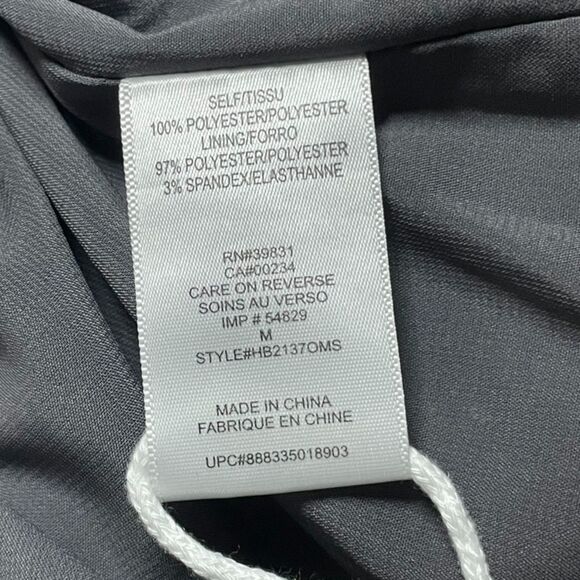 SELF/TISSU
100% POLYESTER/POLYESTER
LINING/FORRO
97% POLYESTER/POLYESTER
3% SPANDEX/ELASTHANNE
RN#39831
CA#00234
CARE ON REVERSE
SOINS AU VERSO
IMP # 54829
M
STYLE#HB2137OMS
MADE IN CHINA
FABRIQUE EN CHINE
UPC#888335018903